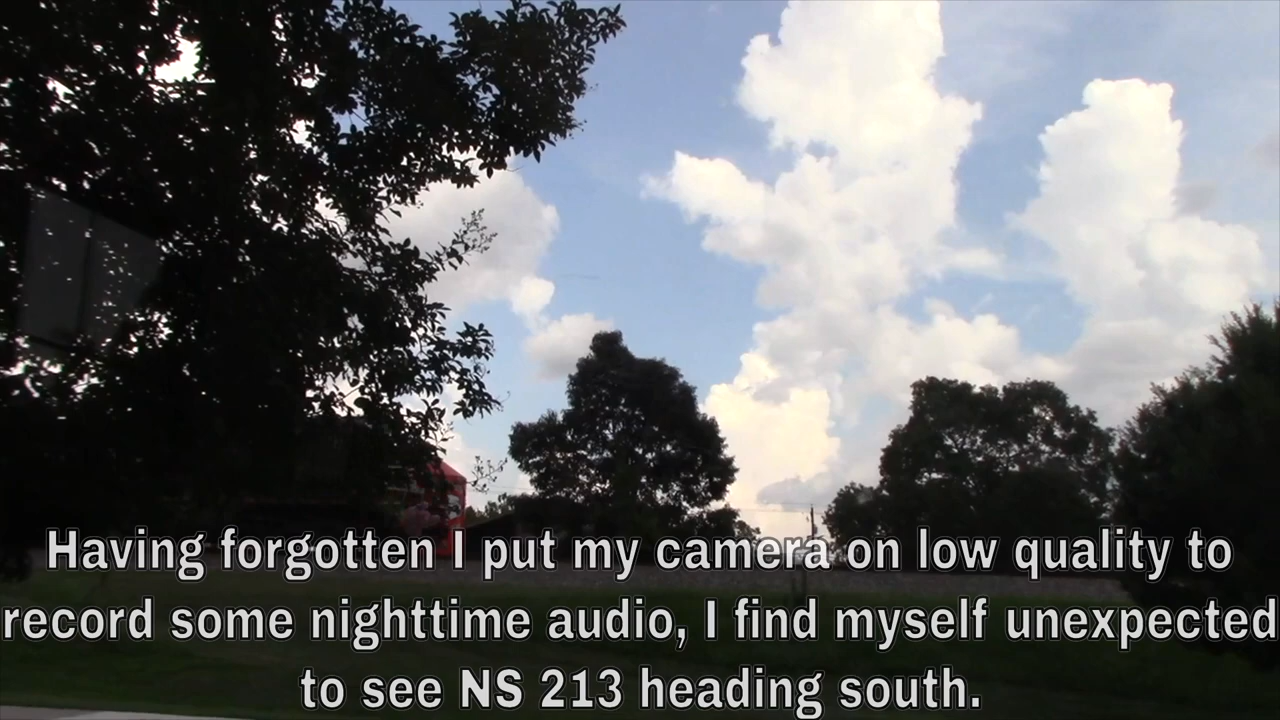 Having forgotten I put my camera on low quality to
record some nighttime audio, I find myself unexpected
to see NS 213 heading south.